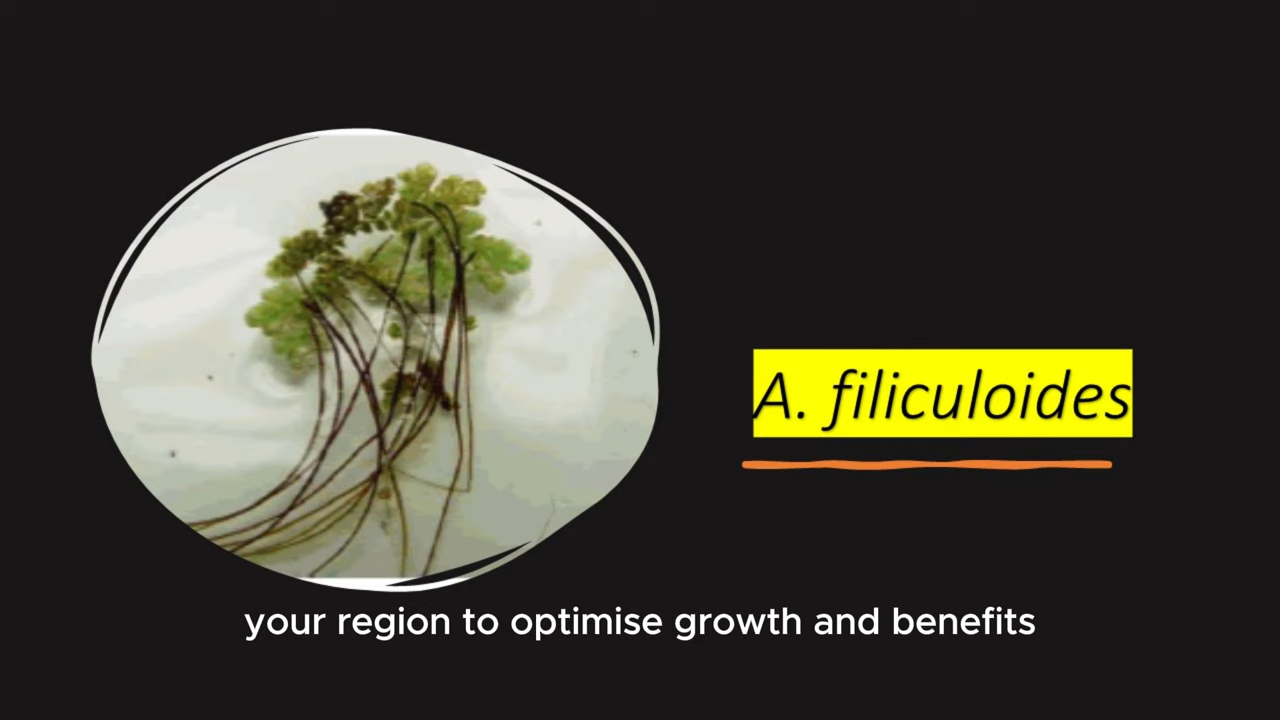 A. filiculoides
your region to optimise growth and benefits